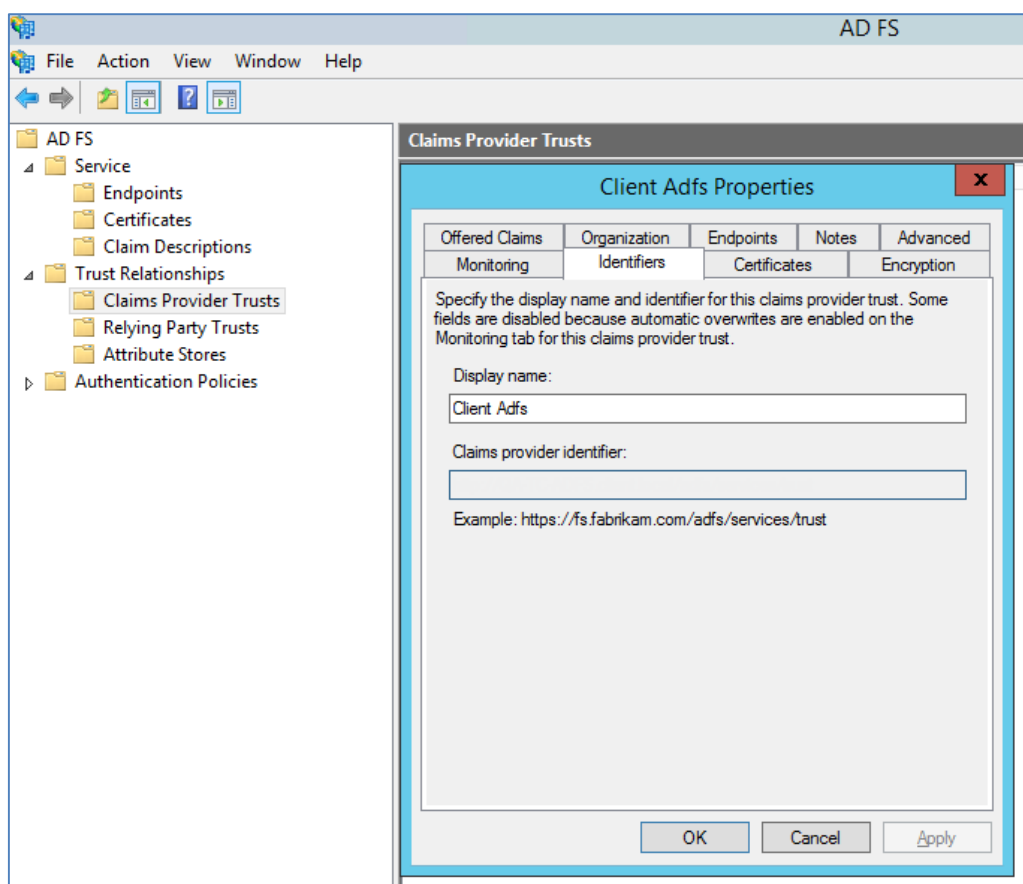 AD FS
File Action View Window Help
AD FS
Service
Endpoints
Certificates
Claim Descriptions
Trust Relationships
Claims Provider Trusts
Relying Party Trusts
Attribute Stores
Authentication Policies
Claims Provider Trusts
Client Adfs Properties
x
Offered Claims Organization Endpoints Notes Advanced
Monitoring Identifiers Certificates Encryption
Specify the display name and identifier for this claims provider trust. Some
fields are disabled because automatic overwrites are enabled on the
Monitoring tab for this claims provider trust.
Display name:
Client Adfs
Claims provider identifier:
Example: https://fs.fabrikam.com/adfs/services/trust
OK Cancel Apply